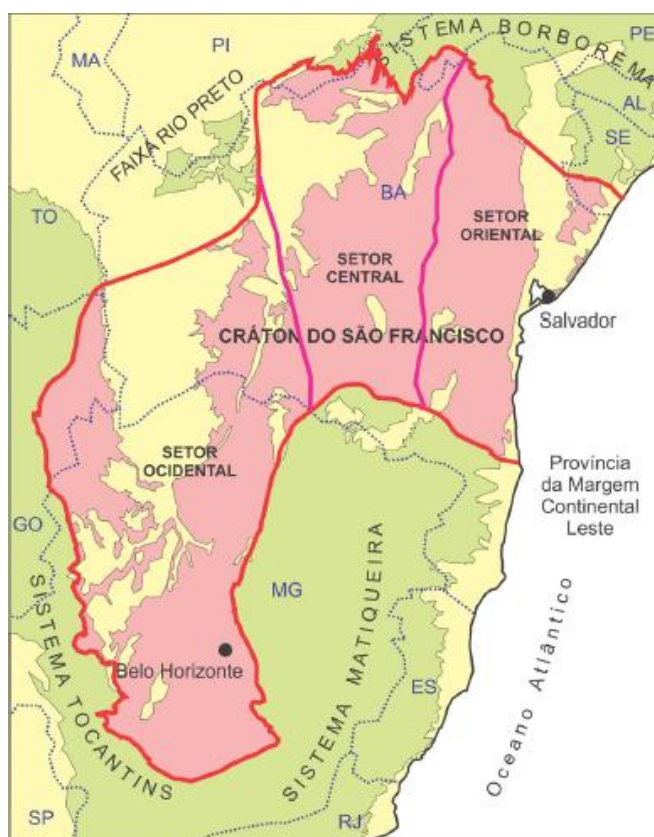 SISTEMA BORBOREMA
PE
PI
MA
FAIXA RIO PRETO
AL
SE
BA
TO
SETOR
ORIENTAL
SETOR
CENTRAL
Salvador
CRÁTON DO SÃO FRANCISCO
SETOR
OCIDENTAL
Província
da Margem
Continental
Leste
GO
MG
SISTEMA TOCANTINS
SISTEMA MATIQUEIRA
Belo Horizonte
ES
Oceano Atlântico
SP
RJ